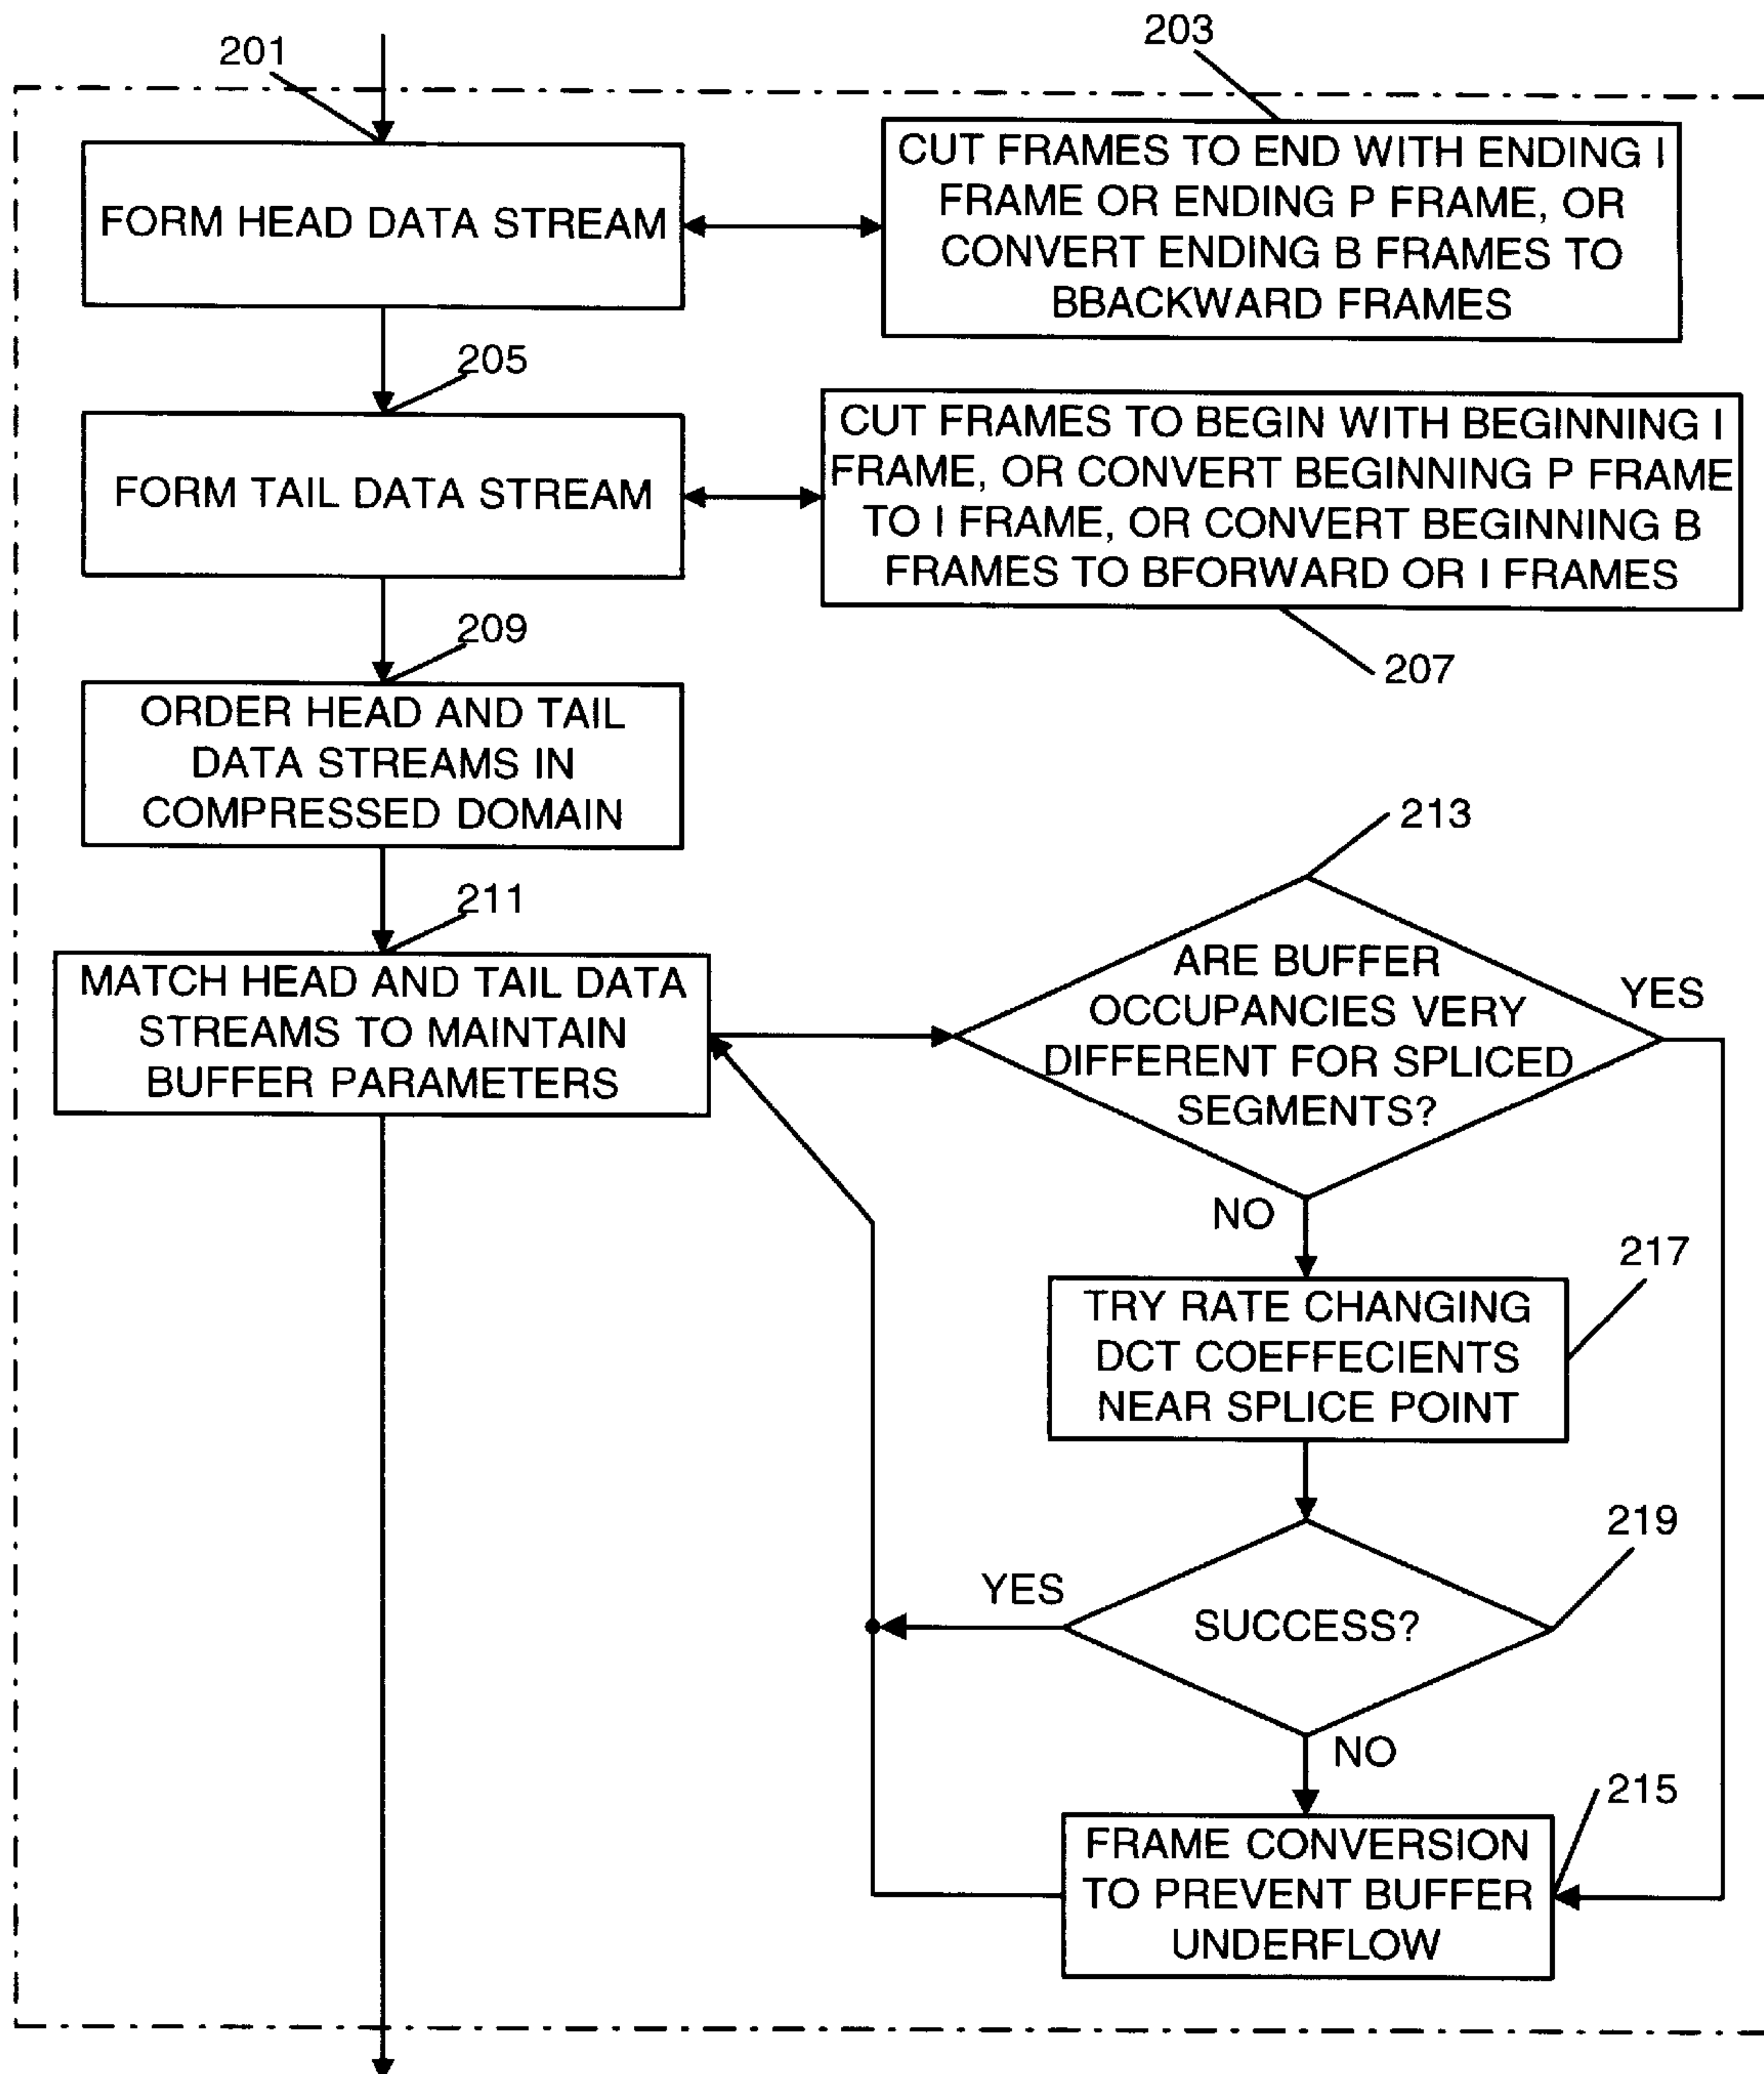 201
203
FORM HEAD DATA STREAM
CUT FRAMES TO END WITH ENDING I
FRAME OR ENDING P FRAME, OR
CONVERT ENDING B FRAMES TO
BBACKWARD FRAMES
205
FORM TAIL DATA STREAM
CUT FRAMES TO BEGIN WITH BEGINNING I
FRAME, OR CONVERT BEGINNING P FRAME
TO I FRAME, OR CONVERT BEGINNING B
FRAMES TO BFORWARD OR I FRAMES
207
209
ORDER HEAD AND TAIL
DATA STREAMS IN
COMPRESSED DOMAIN
211
MATCH HEAD AND TAIL DATA
STREAMS TO MAINTAIN
BUFFER PARAMETERS
213
ARE BUFFER
OCCUPANCIES VERY
DIFFERENT FOR SPLICED
SEGMENTS?
YES
NO
217
TRY RATE CHANGING
DCT COEFFECIENTS
NEAR SPLICE POINT
219
YES
SUCCESS?
NO
215
FRAME CONVERSION
TO PREVENT BUFFER
UNDERFLOW